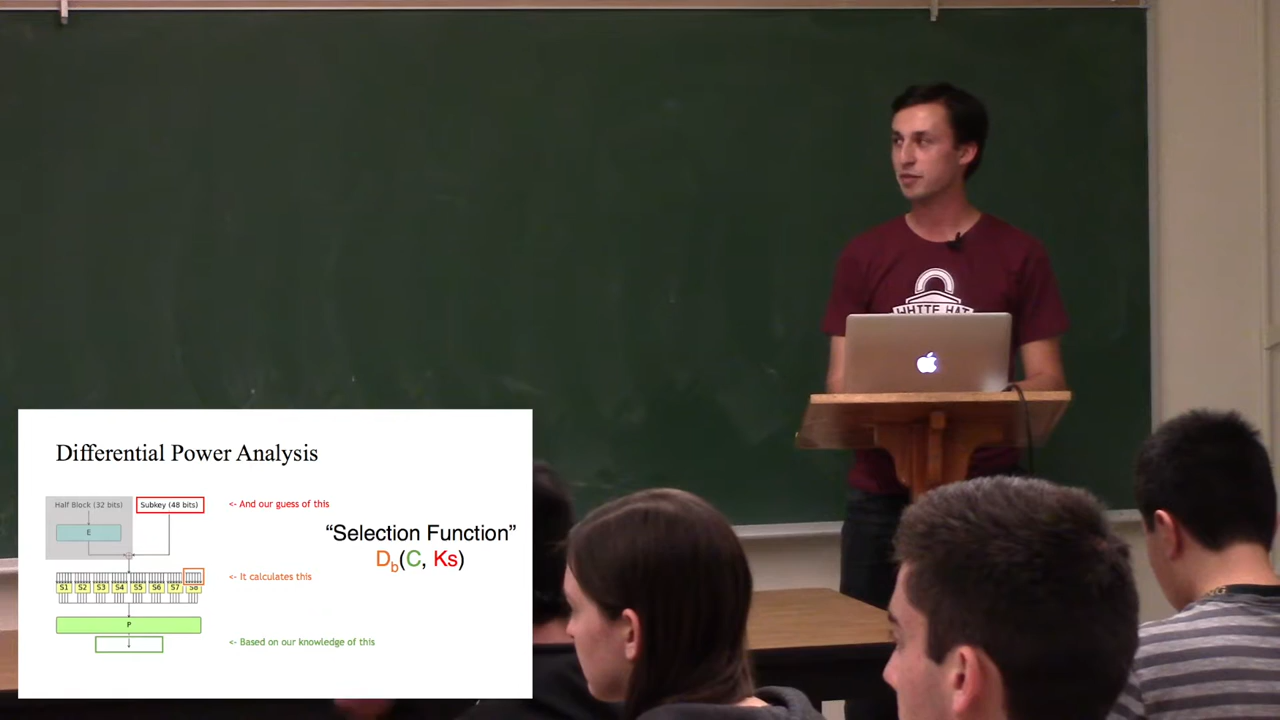 WHITE HAT
Differential Power Analysis
Half Block (32 bits)
Subkey (48 bits)
<- And our guess of this
E
“Selection Function”
Db(C, Ks)
<- It calculates this
S1 S2 S3 S4 S5 S6 S7 S8
P
<- Based on our knowledge of this